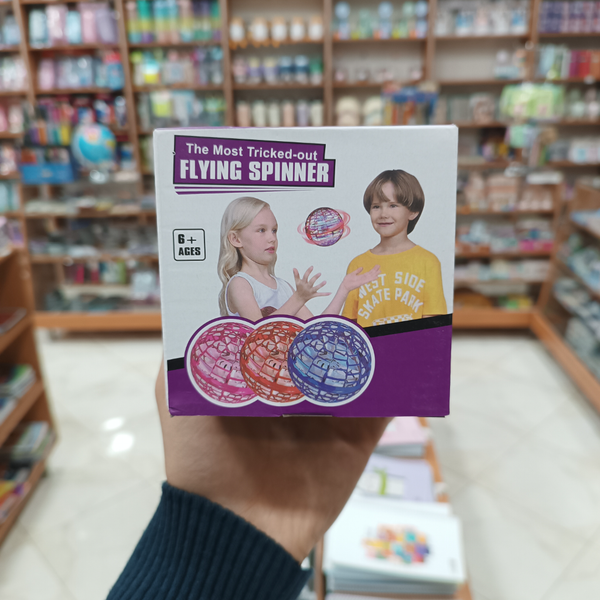 The Most Tricked-out
FLYING SPINNER
6+
AGES
WEST SIDE
SKATE PARK